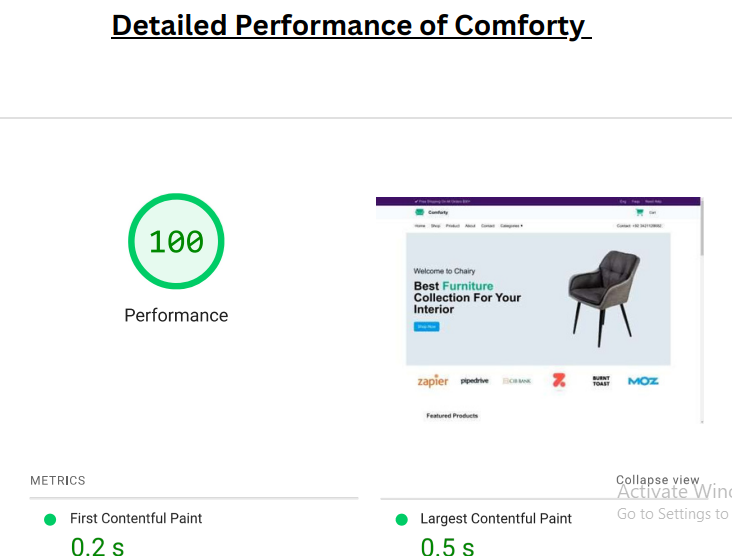 Detailed Performance of Comforty
100
Performance
Free Shipping On All Orders $50+
Eng Faqs Need Help
Comforty
Cart
Home Shop Product About Contact Categories
Contact: +92
Welcome to Chairy
Best Furniture
Collection For Your
Interior
Shop Now
zapier pipedrive CIB BANK Z BURNT TOAST MOZ
Featured Products
METRICS
Collapse view
Activate Wind
Go to Settings to
First Contentful Paint
0.2 s
Largest Contentful Paint
0.5 s